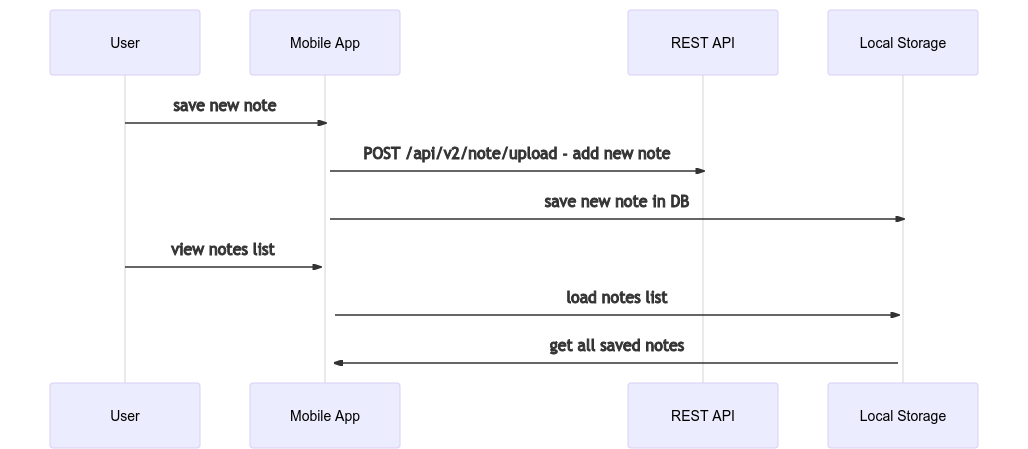 User
Mobile App
REST API
Local Storage
save new note
POST /api/v2/note/upload - add new note
save new note in DB
view notes list
load notes list
get all saved notes
User
Mobile App
REST API
Local Storage